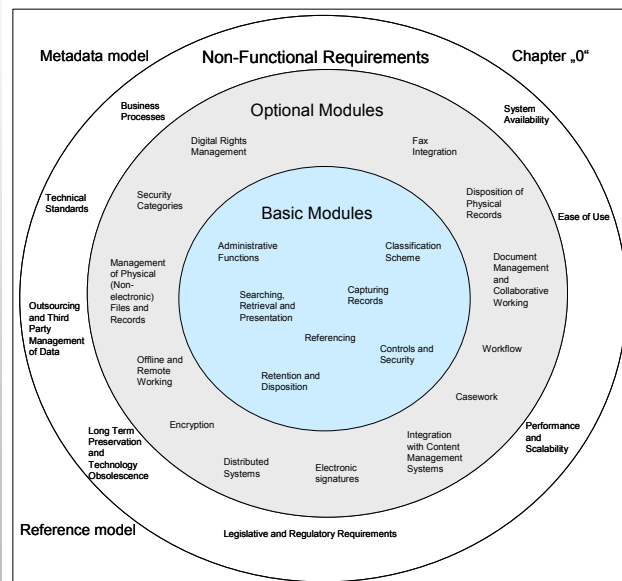 Metadata model
Non-Functional Requirements
Chapter „0“
Business
Processes
System
Availability
Optional Modules
Digital Rights
Management
Fax
Integration
Technical
Standards
Security
Categories
Disposition of
Physical
Records
Ease of Use
Basic Modules
Administrative
Functions
Classification
Scheme
Management
of Physical
(Non-
electronic)
Files and
Records
Document
Management
and
Collaborative
Working
Searching,
Retrieval and
Presentation
Capturing
Records
Outsourcing
and Third
Party
Management
of Data
Referencing
Controls and
Security
Workflow
Offline and
Remote
Working
Retention and
Disposition
Casework
Encryption
Long Term
Preservation
and
Technology
Obsolescence
Performance
and
Scalability
Integration
with Content
Management
Systems
Distributed
Systems
Electronic
signatures
Reference model
Legislative and Regulatory Requirements